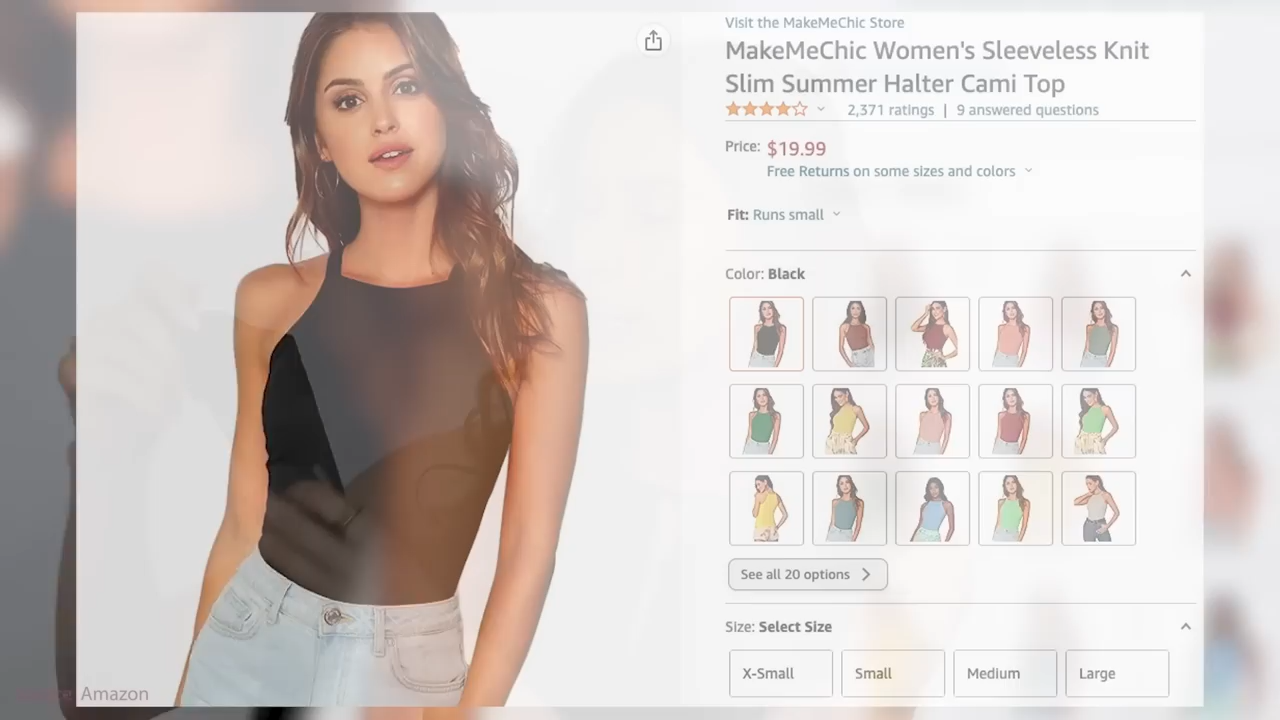 Visit the MakeMeChic Store
MakeMeChic Women's Sleeveless Knit
Slim Summer Halter Cami Top
2,371 ratings | 9 answered questions
Price: $19.99
Free Returns on some sizes and colors
Fit: Runs small
Color: Black
See all 20 options
Size: Select Size
X-Small Small Medium Large
Amazon